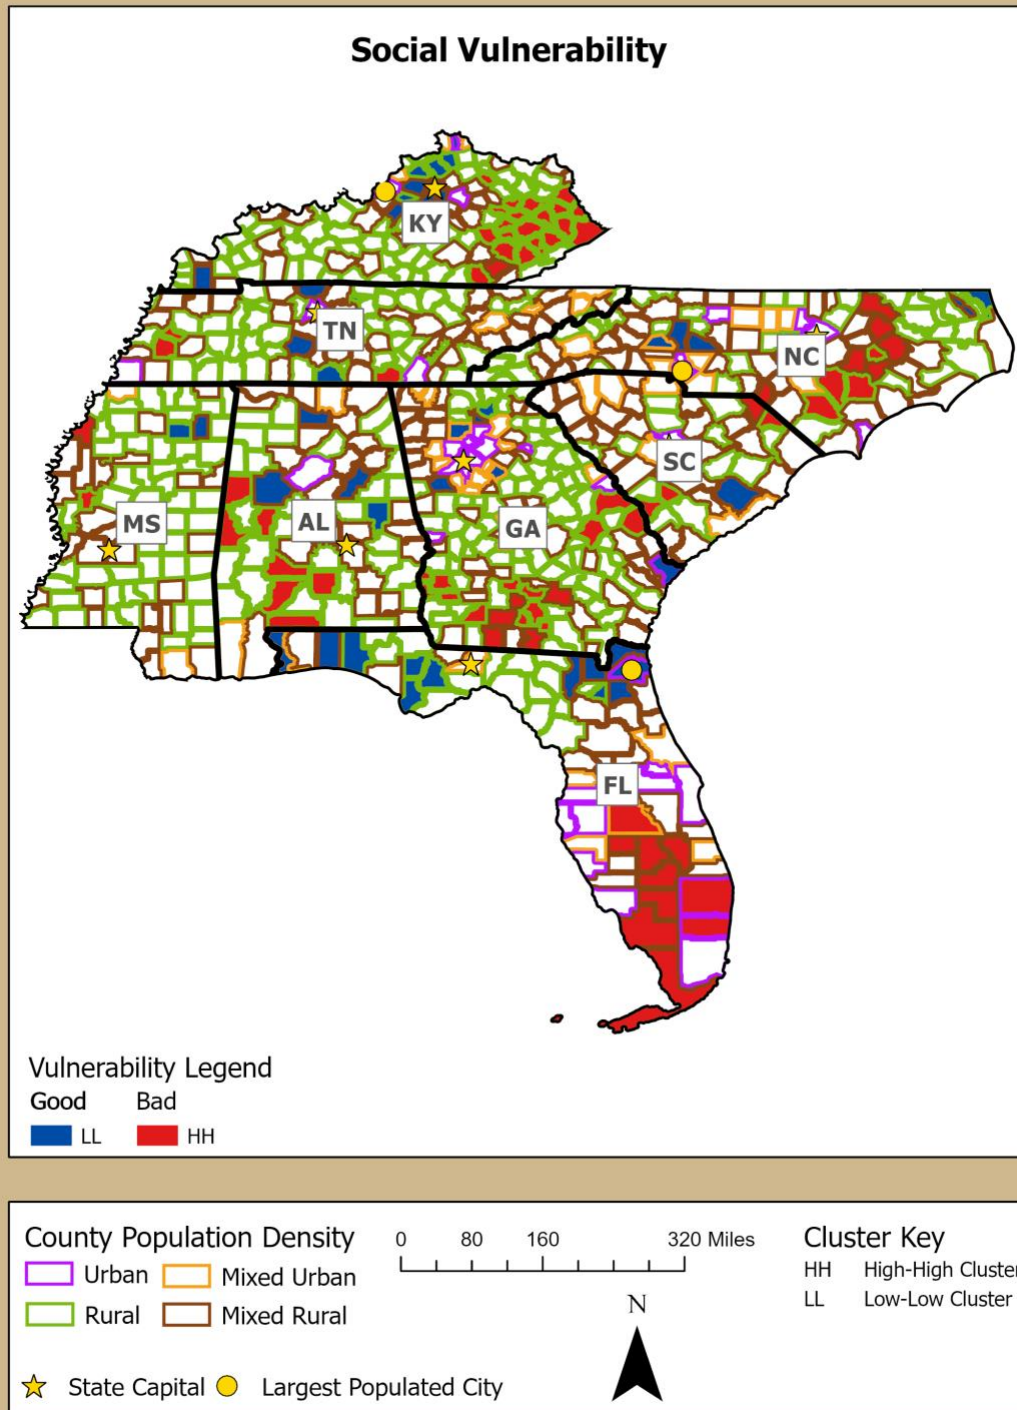 Social Vulnerability
KY
TN
NC
SC
MS
AL
GA
FL
Vulnerability Legend
Good Bad
LL HH
County Population Density
Urban Mixed Urban
Rural Mixed Rural
State Capital Largest Populated City
0 80 160 320 Miles
N
Cluster Key
HH High-High Cluster
LL Low-Low Cluster